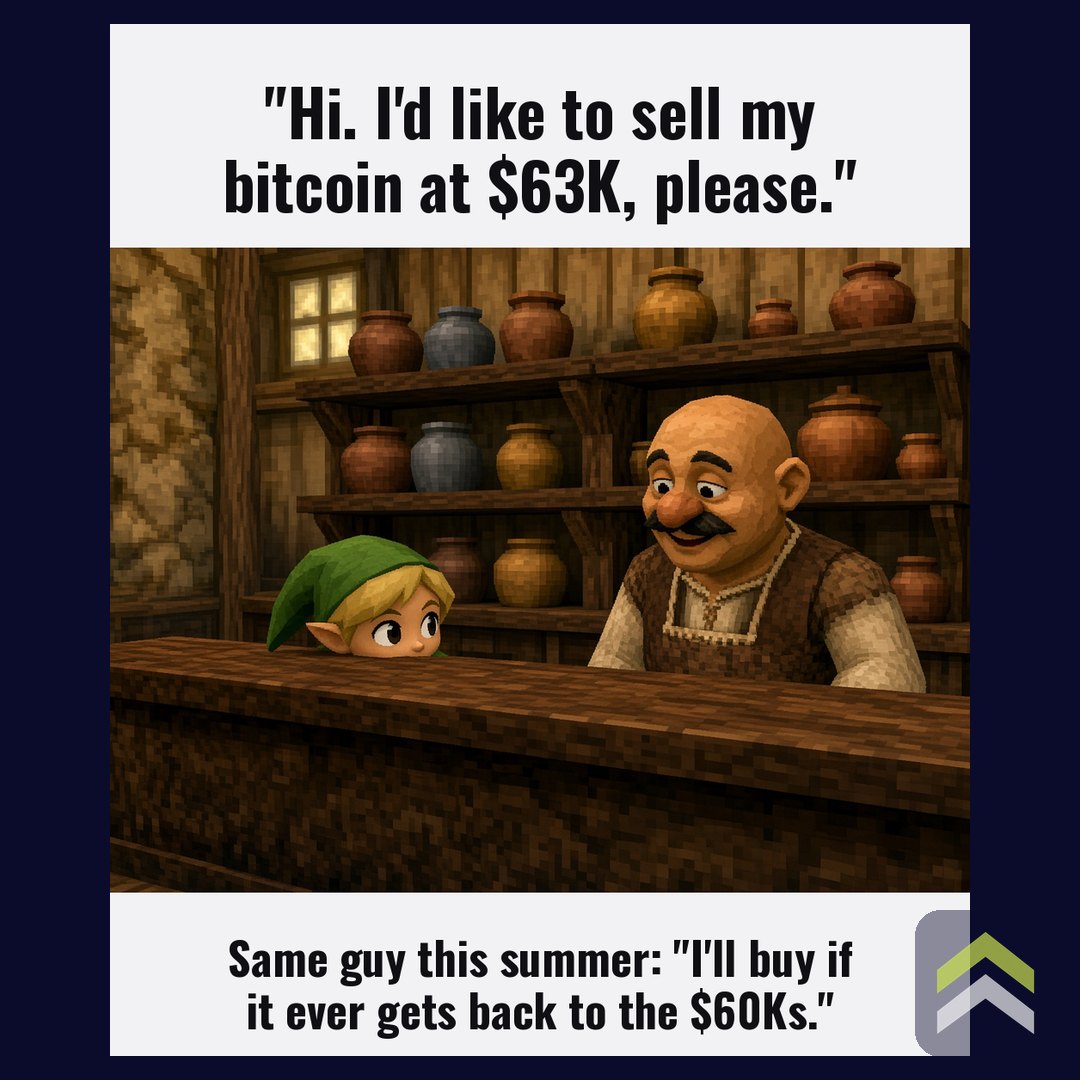 "Hi. I'd like to sell my
bitcoin at $63K, please."
Same guy this summer: "I'll buy if
it ever gets back to the $60Ks."